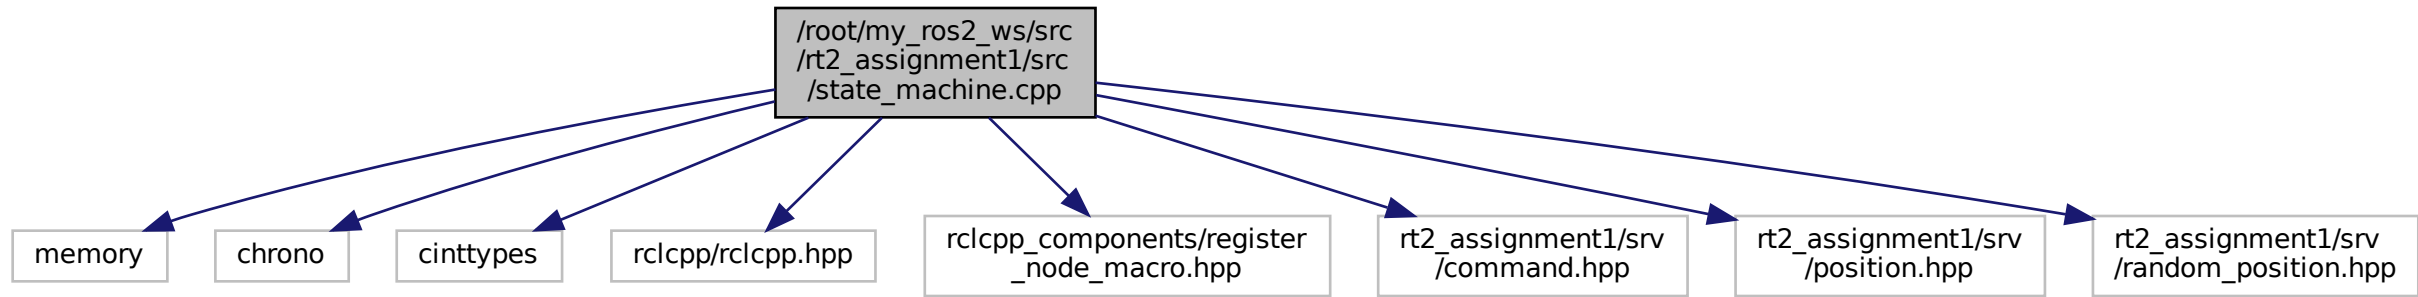 /root/my_ros2_ws/src
/rt2_assignment1/src
/state_machine.cpp
memory
chrono
cinttypes
rclcpp/rclcpp.hpp
rclcpp_components/register
_node_macro.hpp
rt2_assignment1/srv
/command.hpp
rt2_assignment1/srv
/position.hpp
rt2_assignment1/srv
/random_position.hpp